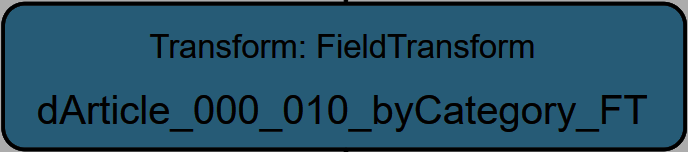 Transform: FieldTransform
dArticle_000_010_byCategory_FT